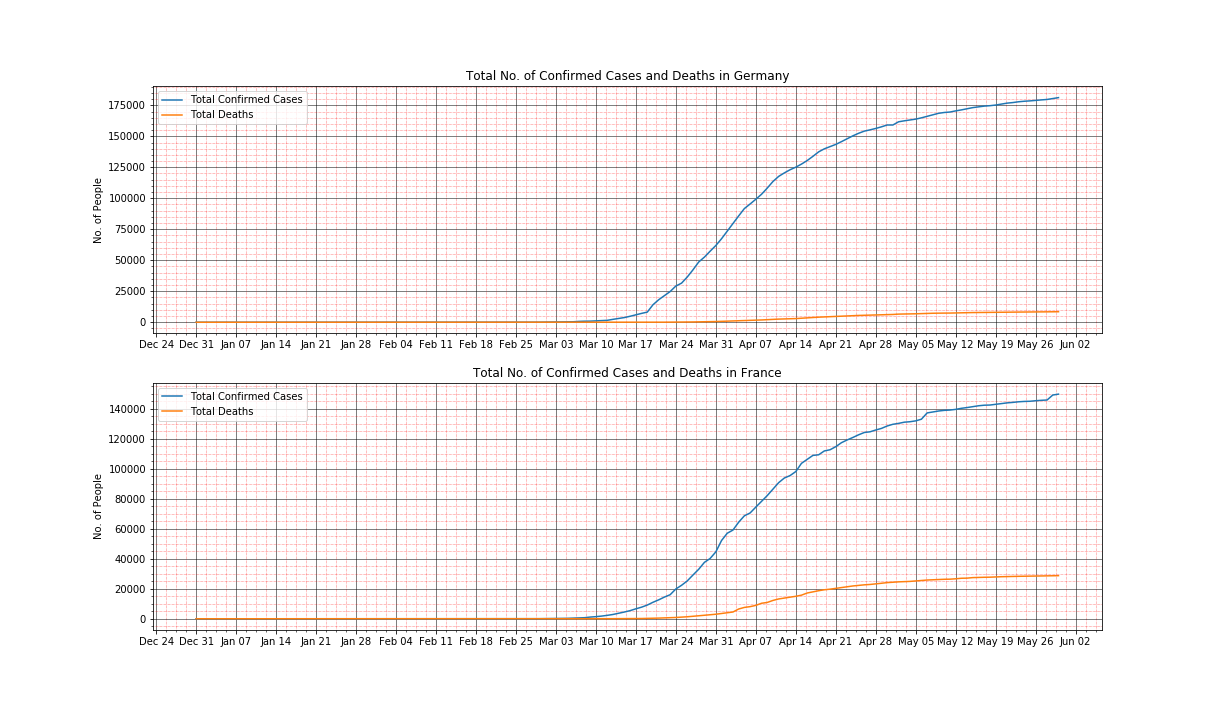 Total No. of Confirmed Cases and Deaths in Germany
Total Confirmed Cases
Total Deaths
No. of People
175000
150000
125000
100000
75000
50000
25000
0
Dec 24 Dec 31 Jan 07 Jan 14 Jan 21 Jan 28 Feb 04 Feb 11 Feb 18 Feb 25 Mar 03 Mar 10 Mar 17 Mar 24 Mar 31 Apr 07 Apr 14 Apr 21 Apr 28 May 05 May 12 May 19 May 26 Jun 02
Total No. of Confirmed Cases and Deaths in France
Total Confirmed Cases
Total Deaths
No. of People
140000
120000
100000
80000
60000
40000
20000
0
Dec 24 Dec 31 Jan 07 Jan 14 Jan 21 Jan 28 Feb 04 Feb 11 Feb 18 Feb 25 Mar 03 Mar 10 Mar 17 Mar 24 Mar 31 Apr 07 Apr 14 Apr 21 Apr 28 May 05 May 12 May 19 May 26 Jun 02